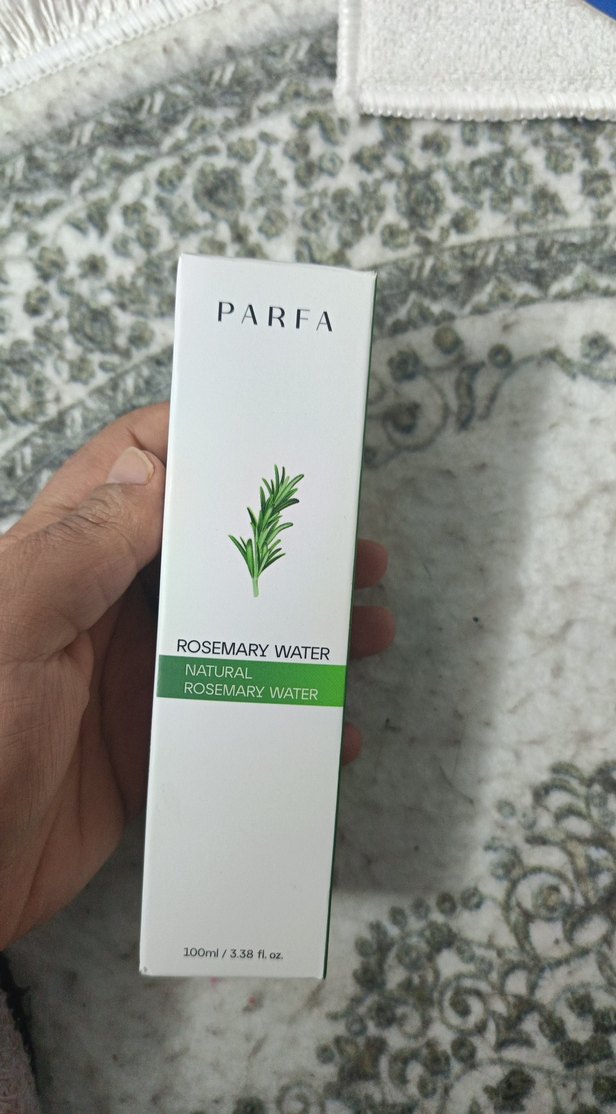 PARFA
ROSEMARY WATER
NATURAL
ROSEMARY WATER
100ml / 3.38 fl. oz.